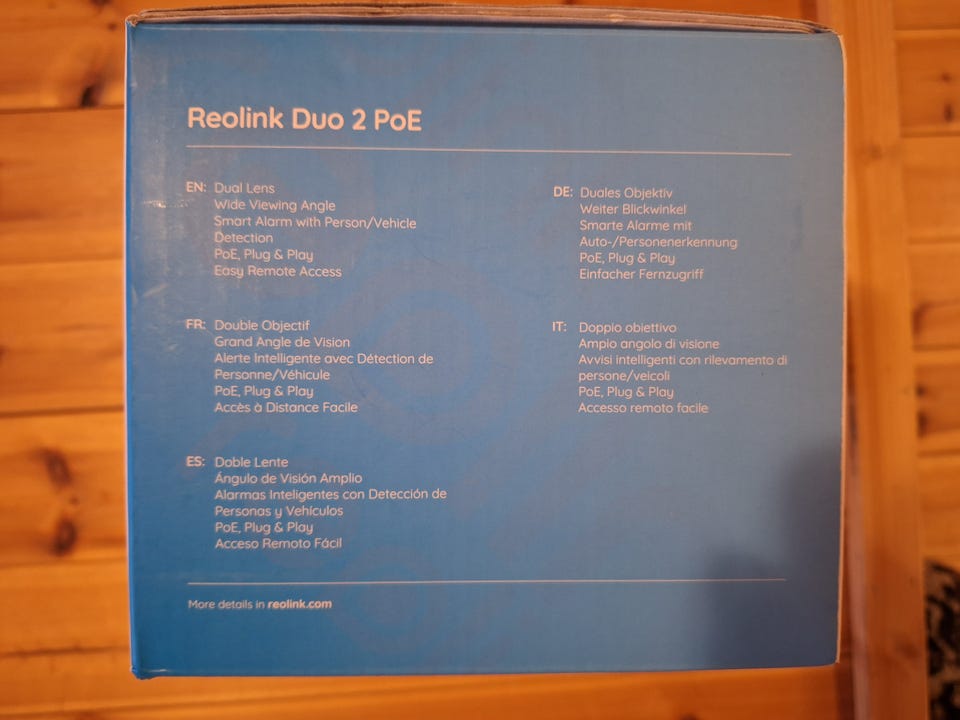 Reolink Duo 2 PoE
EN: Dual Lens
Wide Viewing Angle
Smart Alarm with Person/Vehicle
Detection
PoE, Plug & Play
Easy Remote Access
DE: Duales Objektiv
Weiter Blickwinkel
Smarte Alarme mit
Auto-/Personenerkennung
PoE, Plug & Play
Einfacher Fernzugriff
FR: Double Objectif
Grand Angle de Vision
Alerte Intelligente avec Détection de
Personne/Véhicule
PoE, Plug & Play
Accès à Distance Facile
IT: Doppio obiettivo
Ampio angolo di visione
Avvisi intelligenti con rilevamento di
persone/veicoli
PoE, Plug & Play
Accesso remoto facile
ES: Doble Lente
Ángulo de Visión Amplio
Alarmas Inteligentes con Detección de
Personas y Vehículos
PoE, Plug & Play
Acceso Remoto Fácil
More details in reolink.com